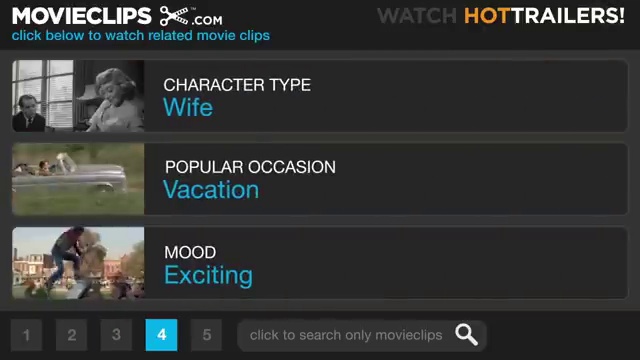 MOVIECLIPS .COM
WATCH HOTTRAILERS!
click below to watch related movie clips
CHARACTER TYPE
Wife
POPULAR OCCASION
Vacation
MOOD
Exciting
1 2 3 4 5 click to search only movieclips